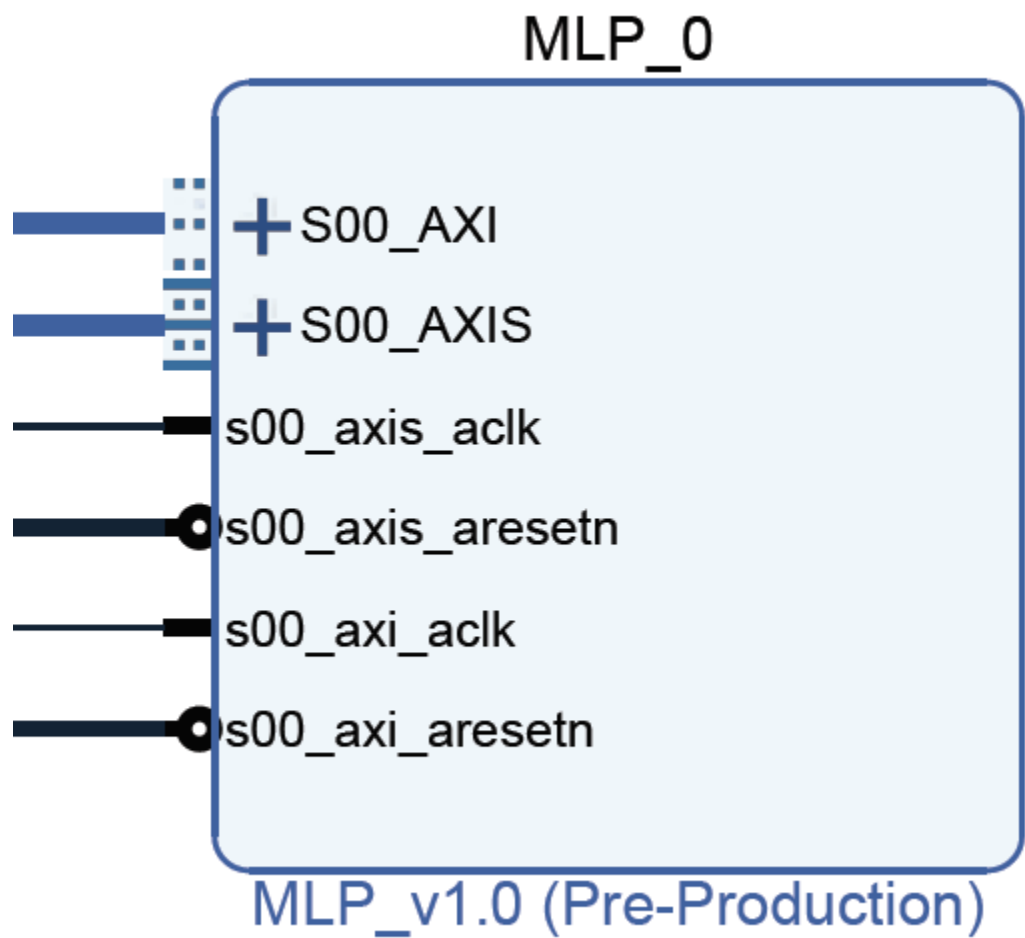 MLP_0
S00_AXI
S00_AXIS
s00_axis_aclk
s00_axis_aresetn
s00_axi_aclk
s00_axi_aresetn
MLP_v1.0 (Pre-Production)